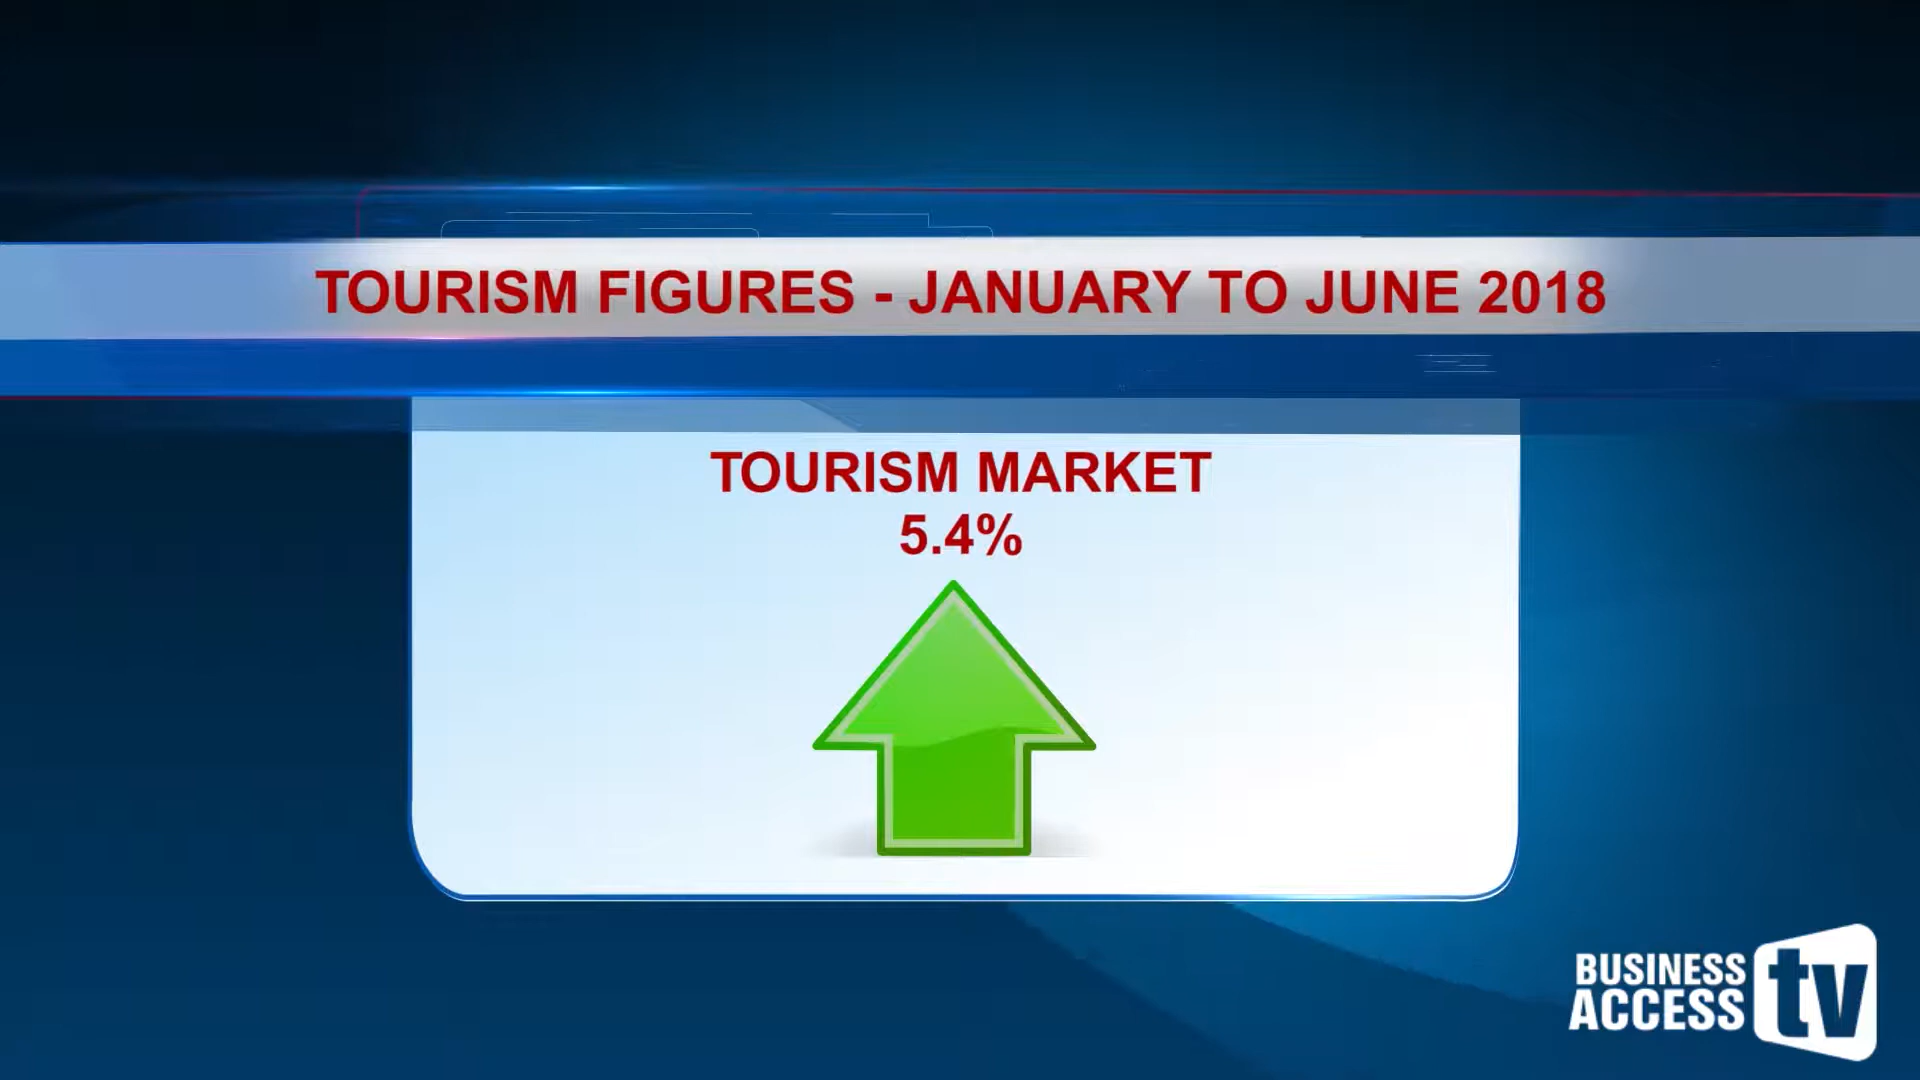 TOURISM FIGURES - JANUARY TO JUNE 2018
TOURISM MARKET
5.4%
BUSINESS
ACCESS
tv